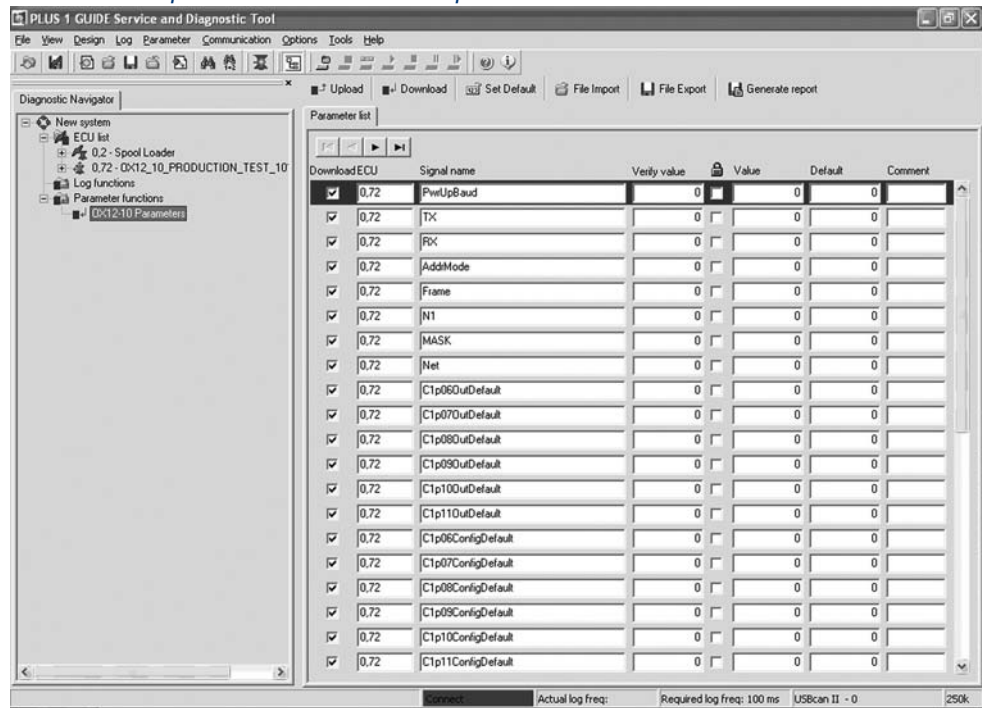 PLUS 1 GUIDE Service and Diagnostic Tool
File View Design Log Parameter Communication Options Tools Help
Diagnostic Navigator
New system
ECU list
0,2 - Spool Loader
0,72 - OX12_10_PRODUCTION_TEST_10
Log functions
Parameter functions
OX12-10 Parameters
Upload Download Set Default File Import File Export Generate report
Parameter list
Download ECU Signal name Verify value Value Default Comment
0,72 PwrUpBaud 0 0 0
0,72 TX 0 0 0
0,72 RX 0 0 0
0,72 AddrMode 0 0 0
0,72 Frame 0 0 0
0,72 N1 0 0 0
0,72 MASK 0 0 0
0,72 Net 0 0 0
0,72 C1p06OutDefault 0 0 0
0,72 C1p07OutDefault 0 0 0
0,72 C1p08OutDefault 0 0 0
0,72 C1p09OutDefault 0 0 0
0,72 C1p10OutDefault 0 0 0
0,72 C1p11OutDefault 0 0 0
0,72 C1p06ConfigDefault 0 0 0
0,72 C1p07ConfigDefault 0 0 0
0,72 C1p08ConfigDefault 0 0 0
0,72 C1p09ConfigDefault 0 0 0
0,72 C1p10ConfigDefault 0 0 0
0,72 C1p11ConfigDefault 0 0 0
Connect Actual log freq: Required log freq: 100 ms USBcan II - 0 250k